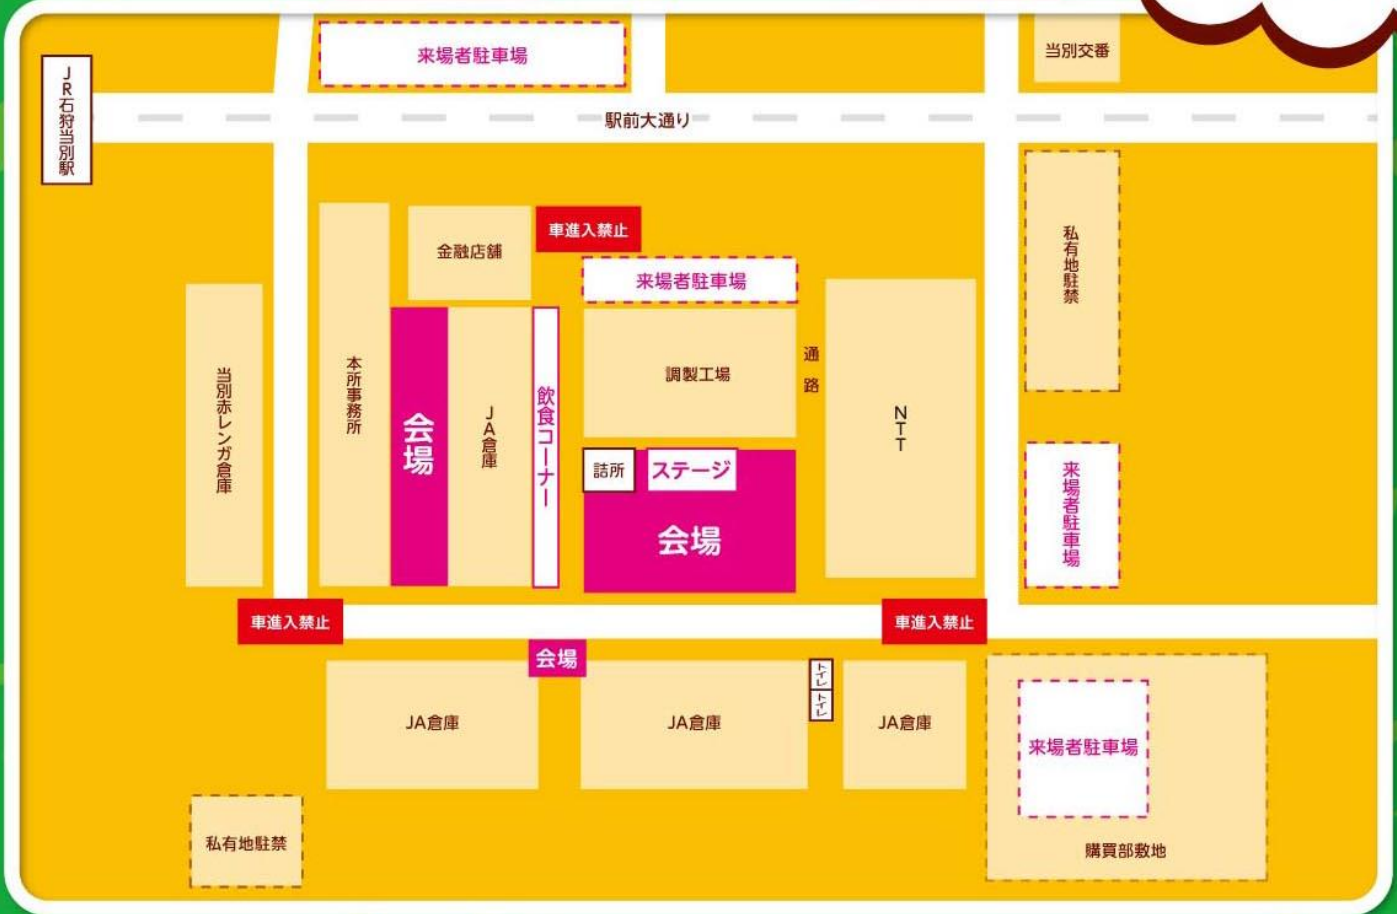 来場者駐車場
当別交番
JR石狩当別駅
駅前大通り
車進入禁止
金融店舗
来場者駐車場
私有地駐禁
当別赤レンガ倉庫
本所事務所
会場
JA倉庫
飲食コーナー
調製工場
通路
NTT
詰所
ステージ
会場
来場者駐車場
車進入禁止
車進入禁止
会場
JA倉庫
JA倉庫
トイレ
トイレ
JA倉庫
来場者駐車場
購買部敷地
私有地駐禁